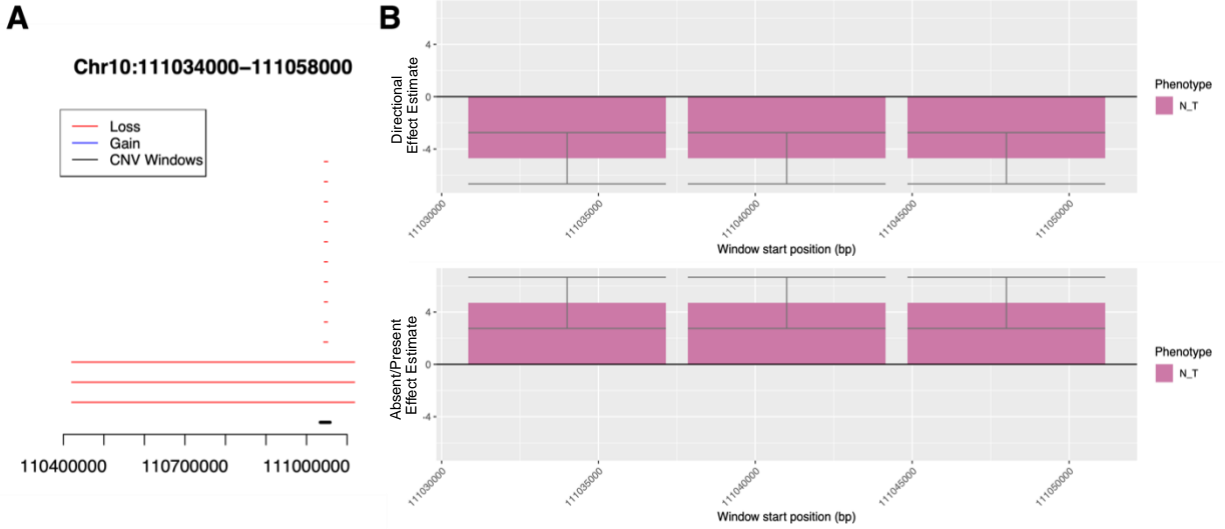 A
Chr10:111034000–111058000
Loss
Gain
CNV Windows
110400000 110700000 111000000
B
Directional
Effect Estimate
4
0
-4
111030000 111035000 111040000 111045000 111050000
Window start position (bp)
Phenotype
N_T
Absent/Present
Effect Estimate
4
0
-4
111030000 111035000 111040000 111045000 111050000
Window start position (bp)
Phenotype
N_T